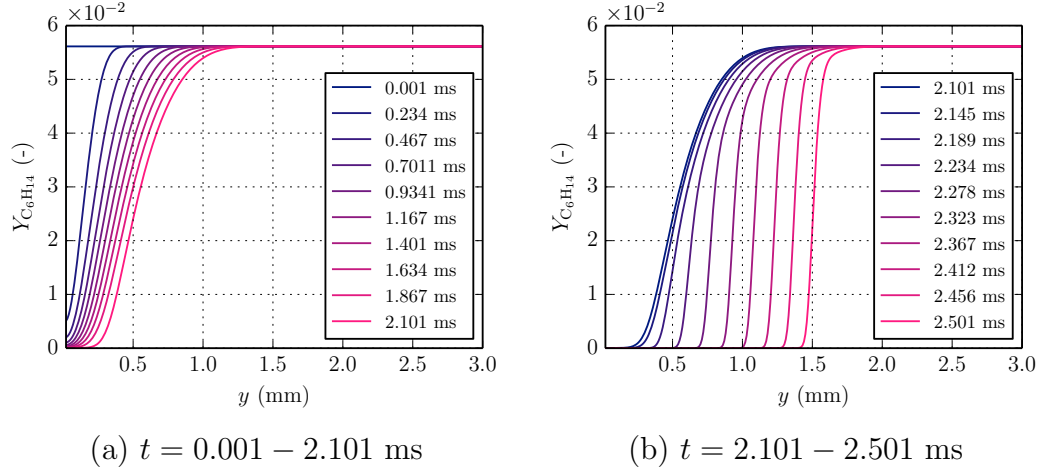 ×10⁻²
6
5
4
3
2
1
0
Y_{C₆H₁₄} (-)
0.001 ms
0.234 ms
0.467 ms
0.7011 ms
0.9341 ms
1.167 ms
1.401 ms
1.634 ms
1.867 ms
2.101 ms
0.5 1.0 1.5 2.0 2.5 3.0
y (mm)
(a) t = 0.001 − 2.101 ms
×10⁻²
6
5
4
3
2
1
0
Y_{C₆H₁₄} (-)
2.101 ms
2.145 ms
2.189 ms
2.234 ms
2.278 ms
2.323 ms
2.367 ms
2.412 ms
2.456 ms
2.501 ms
0.5 1.0 1.5 2.0 2.5 3.0
y (mm)
(b) t = 2.101 − 2.501 ms